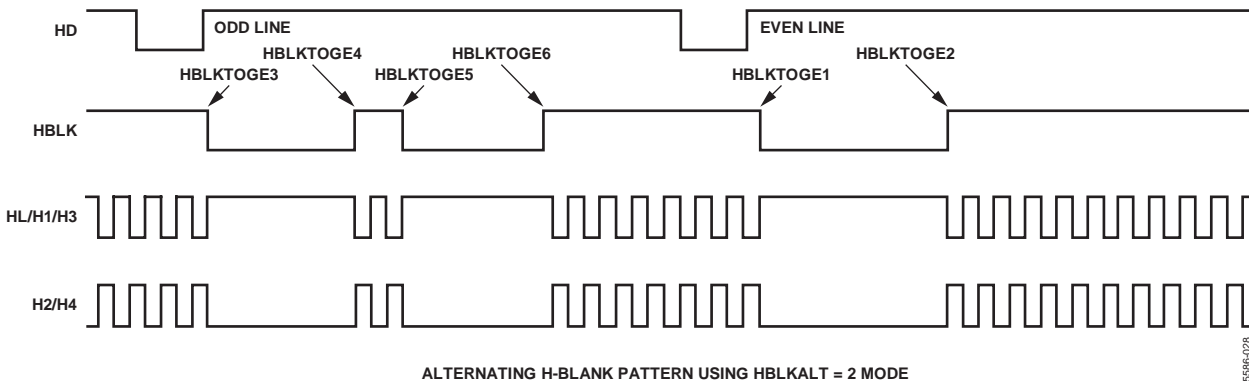 HD
ODD LINE
EVEN LINE
HBLKTOGE4
HBLKTOGE6
HBLKTOGE2
HBLKTOGE3
HBLKTOGE5
HBLKTOGE1
HBLK
HL/H1/H3
H2/H4
ALTERNATING H-BLANK PATTERN USING HBLKALT = 2 MODE